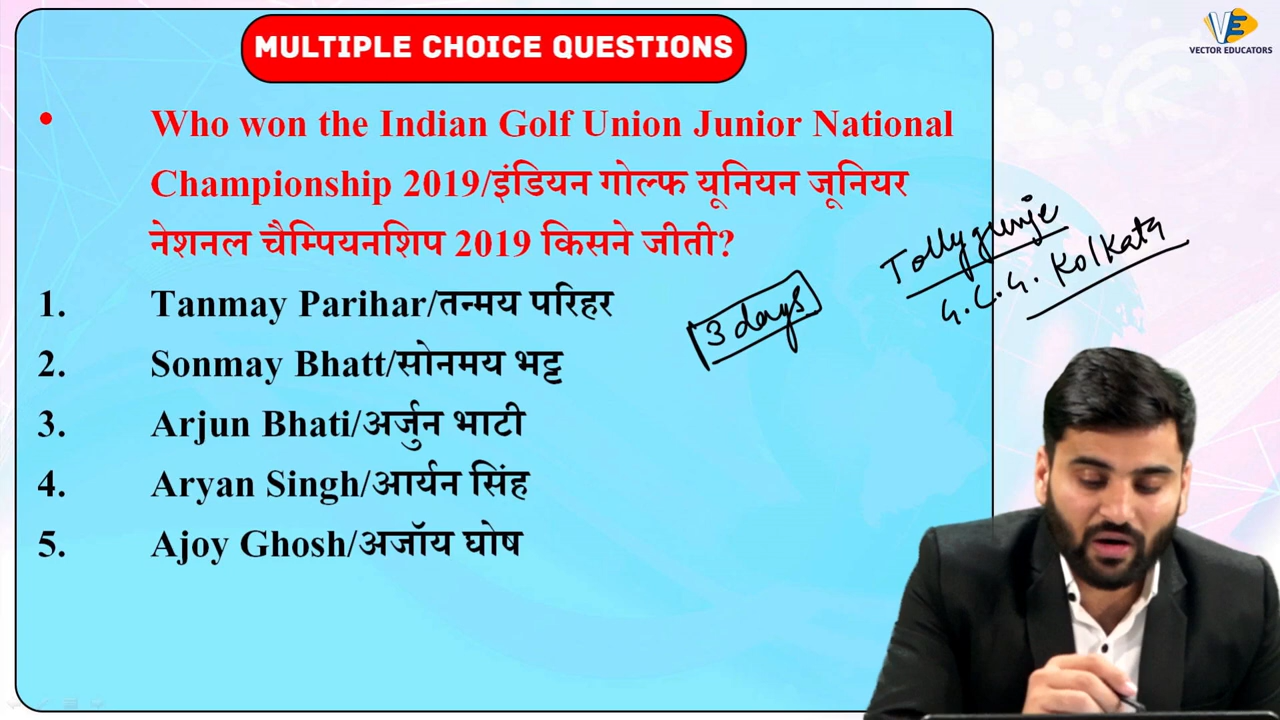 MULTIPLE CHOICE QUESTIONS
VE
VECTOR EDUCATORS
• Who won the Indian Golf Union Junior National
Championship 2019/इंडियन गोल्फ यूनियन जूनियर
नेशनल चैम्पियनशिप 2019 किसने जीती?
1. Tanmay Parihar/तन्मय परिहर
2. Sonmay Bhatt/सोनमय भट्ट
3. Arjun Bhati/अर्जुन भाटी
4. Aryan Singh/आर्यन सिंह
5. Ajoy Ghosh/अजॉय घोष
3 days
Tollygunje
G.C.G. Kolkata